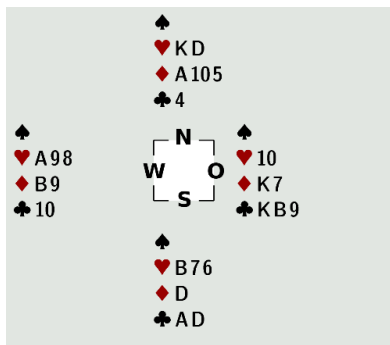 ♠
♥ K D
♦ A 10 5
♣ 4
♠
♥ A 9 8
♦ B 9
♣ 10
N
W O
S
♠
♥ 10
♦ K 7
♣ K B 9
♠
♥ B 7 6
♦ D
♣ A D